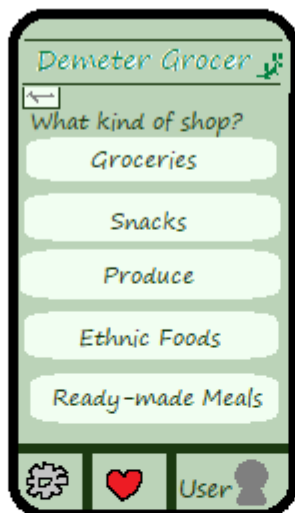 Demeter Grocer
What kind of shop?
Groceries
Snacks
Produce
Ethnic Foods
Ready-made Meals
User